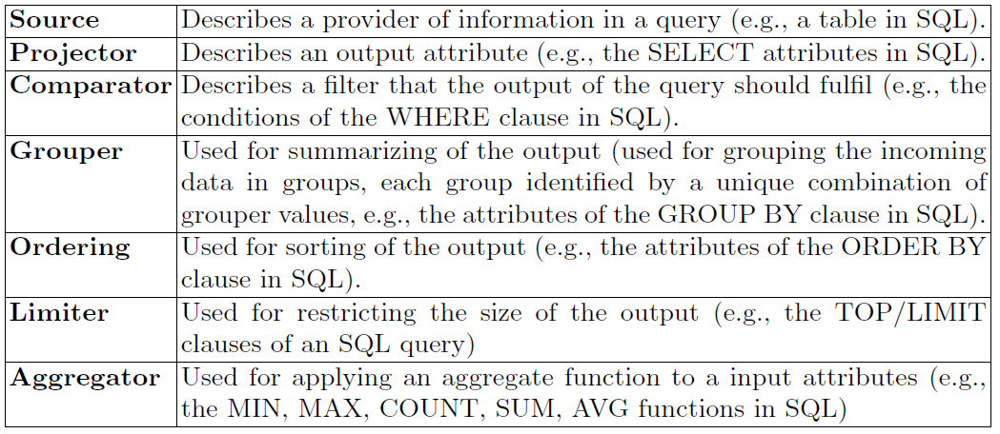 Source Describes a provider of information in a query (e.g., a table in SQL).
Projector Describes an output attribute (e.g., the SELECT attributes in SQL).
Comparator Describes a filter that the output of the query should fulfil (e.g., the
conditions of the WHERE clause in SQL).
Grouper Used for summarizing of the output (used for grouping the incoming
data in groups, each group identified by a unique combination of
grouper values, e.g., the attributes of the GROUP BY clause in SQL).
Ordering Used for sorting of the output (e.g., the attributes of the ORDER BY
clause in SQL).
Limiter Used for restricting the size of the output (e.g., the TOP/LIMIT
clauses of an SQL query)
Aggregator Used for applying an aggregate function to a input attributes (e.g.,
the MIN, MAX, COUNT, SUM, AVG functions in SQL)